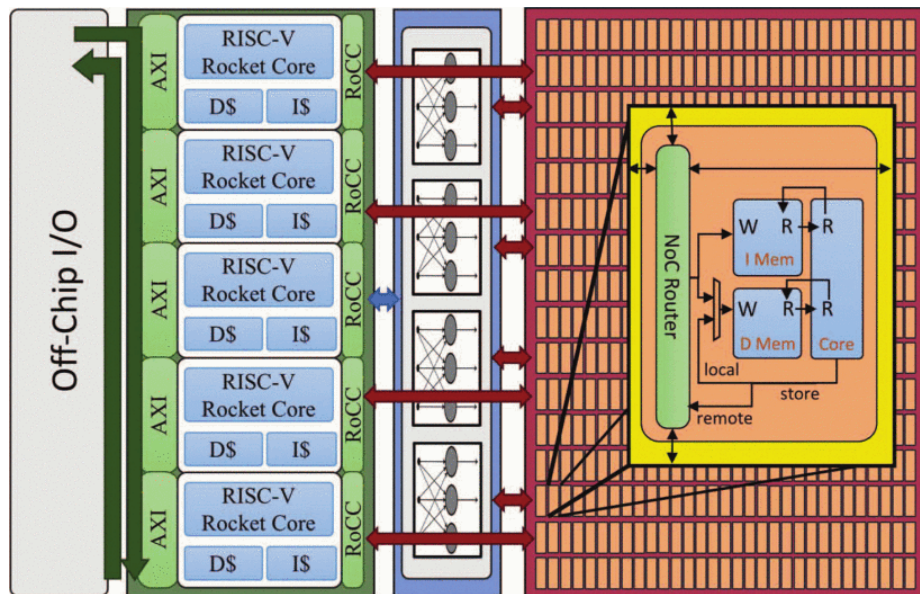 Off-Chip I/O
AXI
RISC-V
Rocket Core
D$ I$
RoCC
AXI
RISC-V
Rocket Core
D$ I$
RoCC
AXI
RISC-V
Rocket Core
D$ I$
RoCC
AXI
RISC-V
Rocket Core
D$ I$
RoCC
AXI
RISC-V
Rocket Core
D$ I$
RoCC
NoC Router
W R R
I Mem
W R R
D Mem Core
local
store
remote